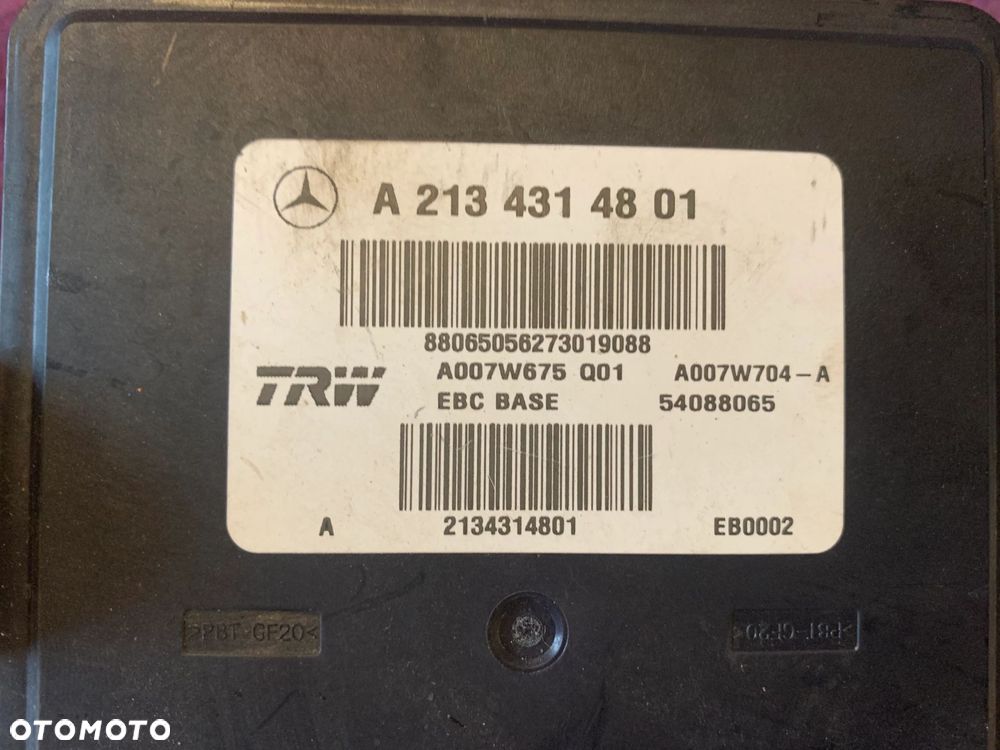 A 213 431 48 01
88065056273019088
TRW
A007W675 Q01 A007W704-A
EBC BASE 54088065
A 2134314801 EB0002
>PBT-GF20< >PBT-GF20<
OTOMOTO